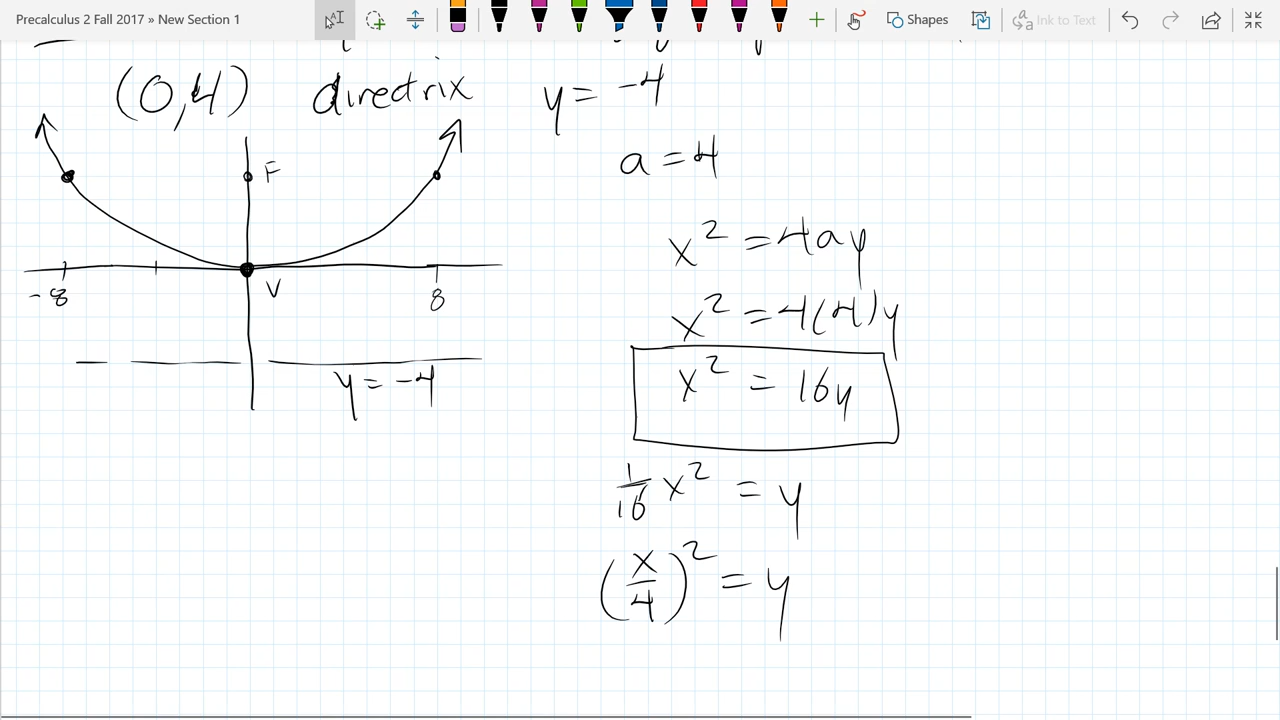 Precalculus 2 Fall 2017 » New Section 1
Shapes
Ink to Text
(0,4) directrix y = -4
a = 4
F
x² = 4ay
-8
V
8
x² = 4(4)y
y = -4
x² = 16y
1/16 x² = y
(x/4)² = y